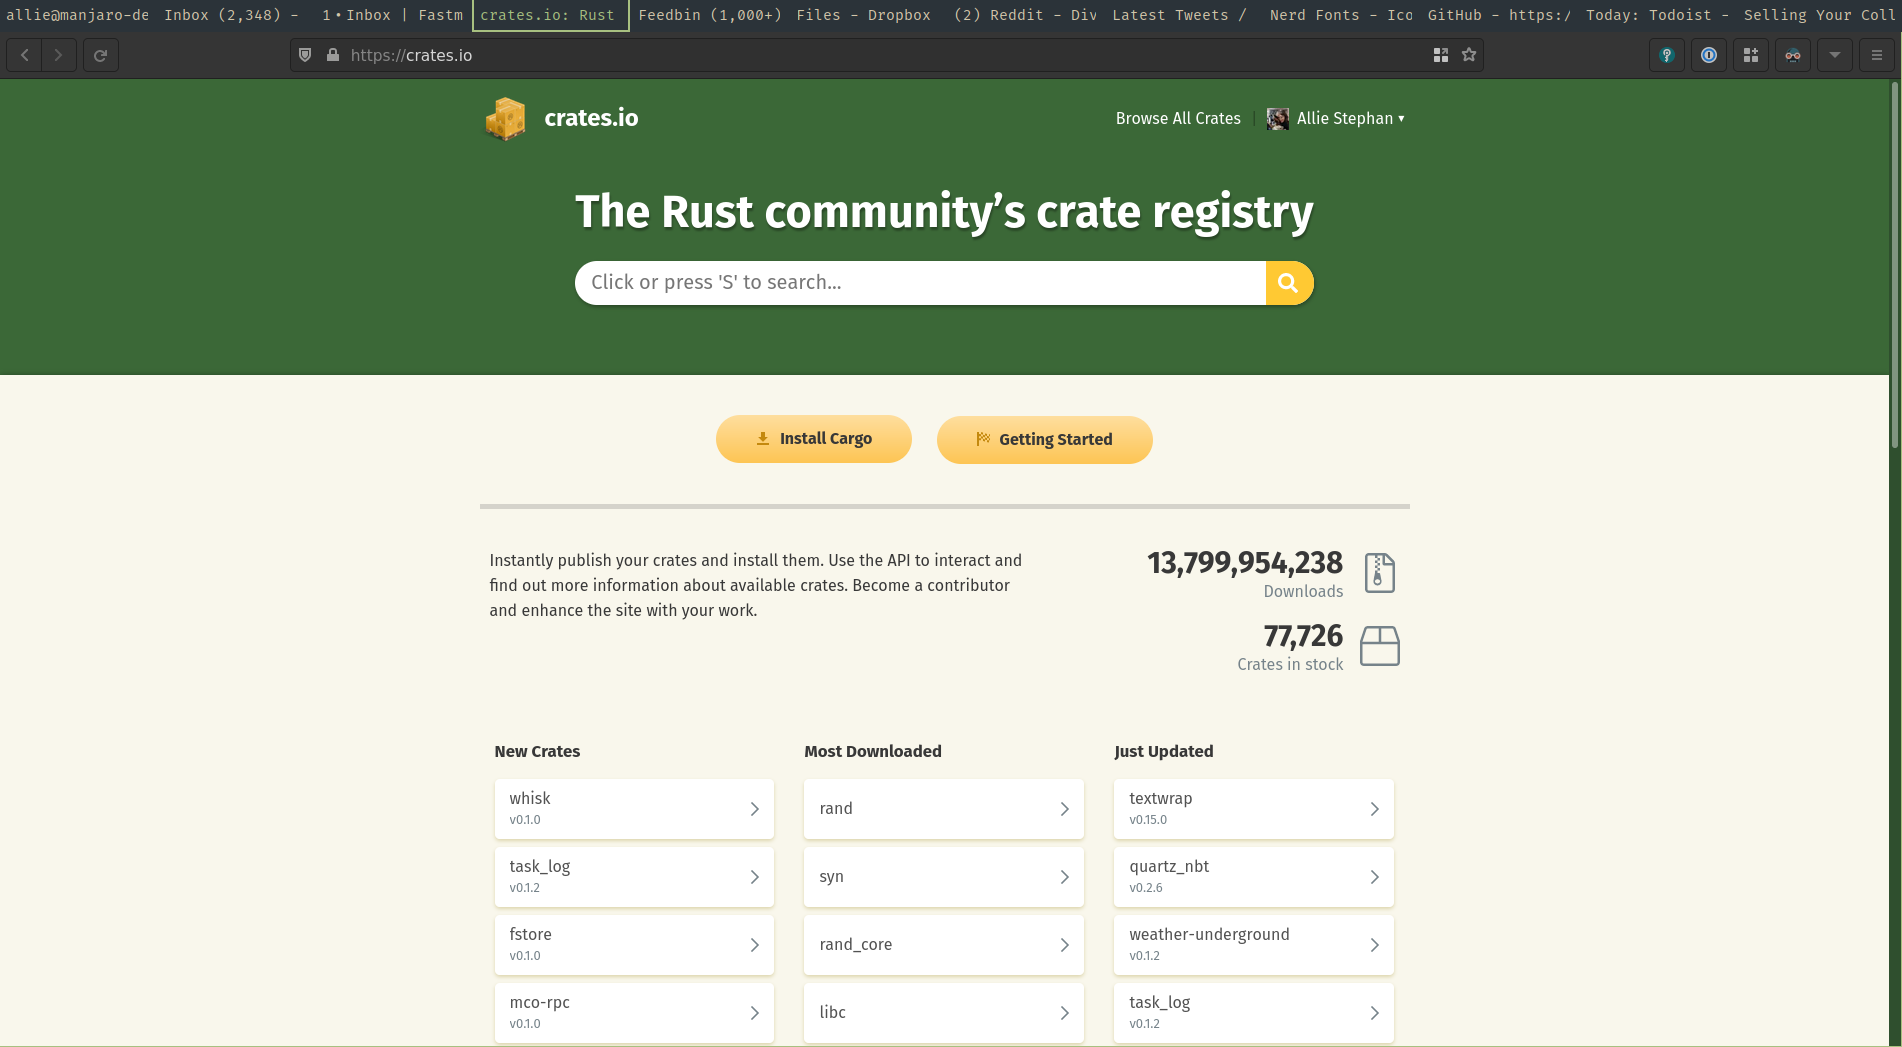 allie@manjaro-de Inbox (2,348) - 1 • Inbox | Fastm crates.io: Rust Feedbin (1,000+) Files - Dropbox (2) Reddit - Div Latest Tweets / Nerd Fonts - Ico GitHub - https:/ Today: Todoist - Selling Your Coll
https://crates.io
crates.io
Browse All Crates | Allie Stephan ▾
The Rust community's crate registry
Click or press 'S' to search...
Install Cargo
Getting Started
Instantly publish your crates and install them. Use the API to interact and
find out more information about available crates. Become a contributor
and enhance the site with your work.
13,799,954,238
Downloads
77,726
Crates in stock
New Crates
whisk
v0.1.0
task_log
v0.1.2
fstore
v0.1.0
mco-rpc
v0.1.0
Most Downloaded
rand
syn
rand_core
libc
Just Updated
textwrap
v0.15.0
quartz_nbt
v0.2.6
weather-underground
v0.1.2
task_log
v0.1.2